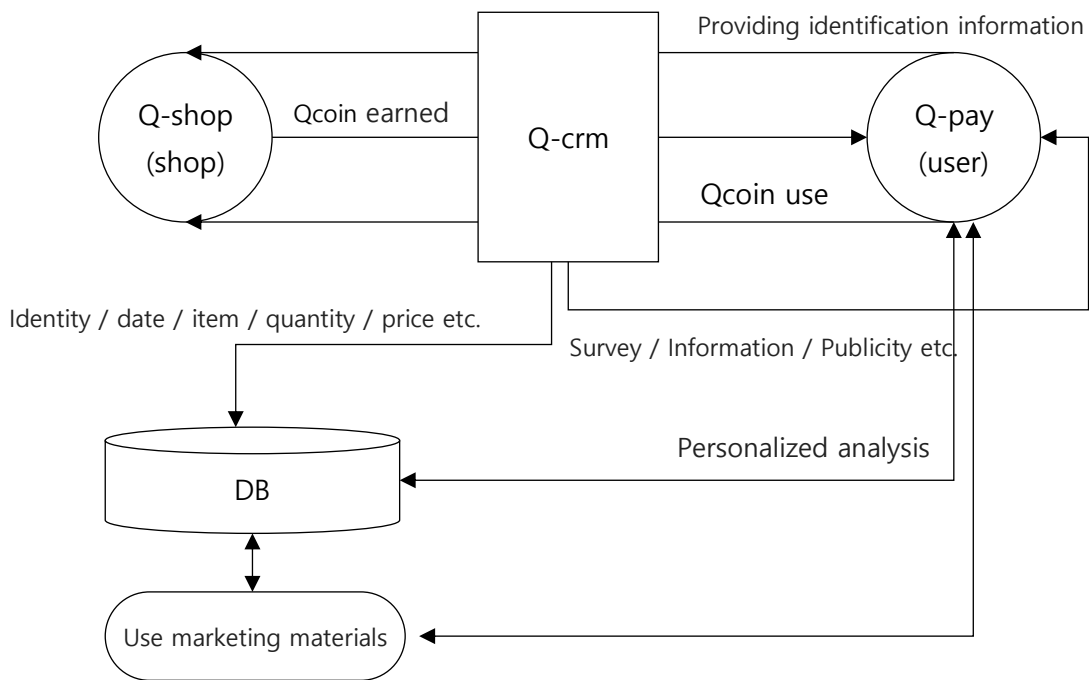 Providing identification information
Q-shop
(shop)
Qcoin earned
Q-crm
Q-pay
(user)
Qcoin use
Identity / date / item / quantity / price etc.
Survey / Information / Publicity etc.
Personalized analysis
DB
Use marketing materials